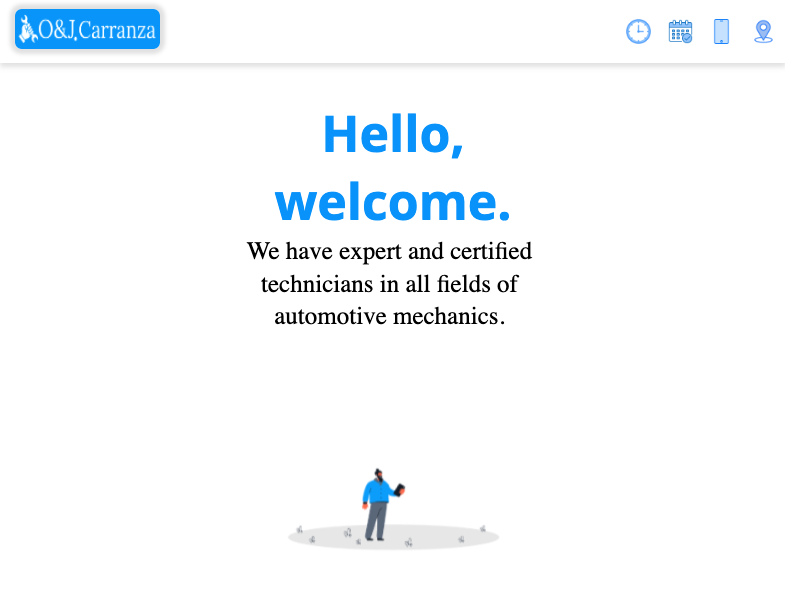 O&J.Carranza
Hello,
welcome.
We have expert and certified
technicians in all fields of
automotive mechanics.